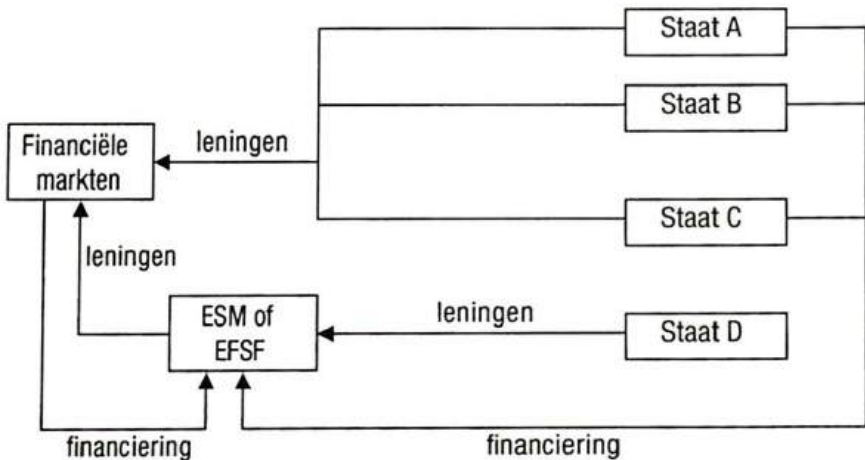 Staat A
Staat B
Financiële
markten
leningen
Staat C
leningen
ESM of
EFSF
leningen
Staat D
financiering
financiering